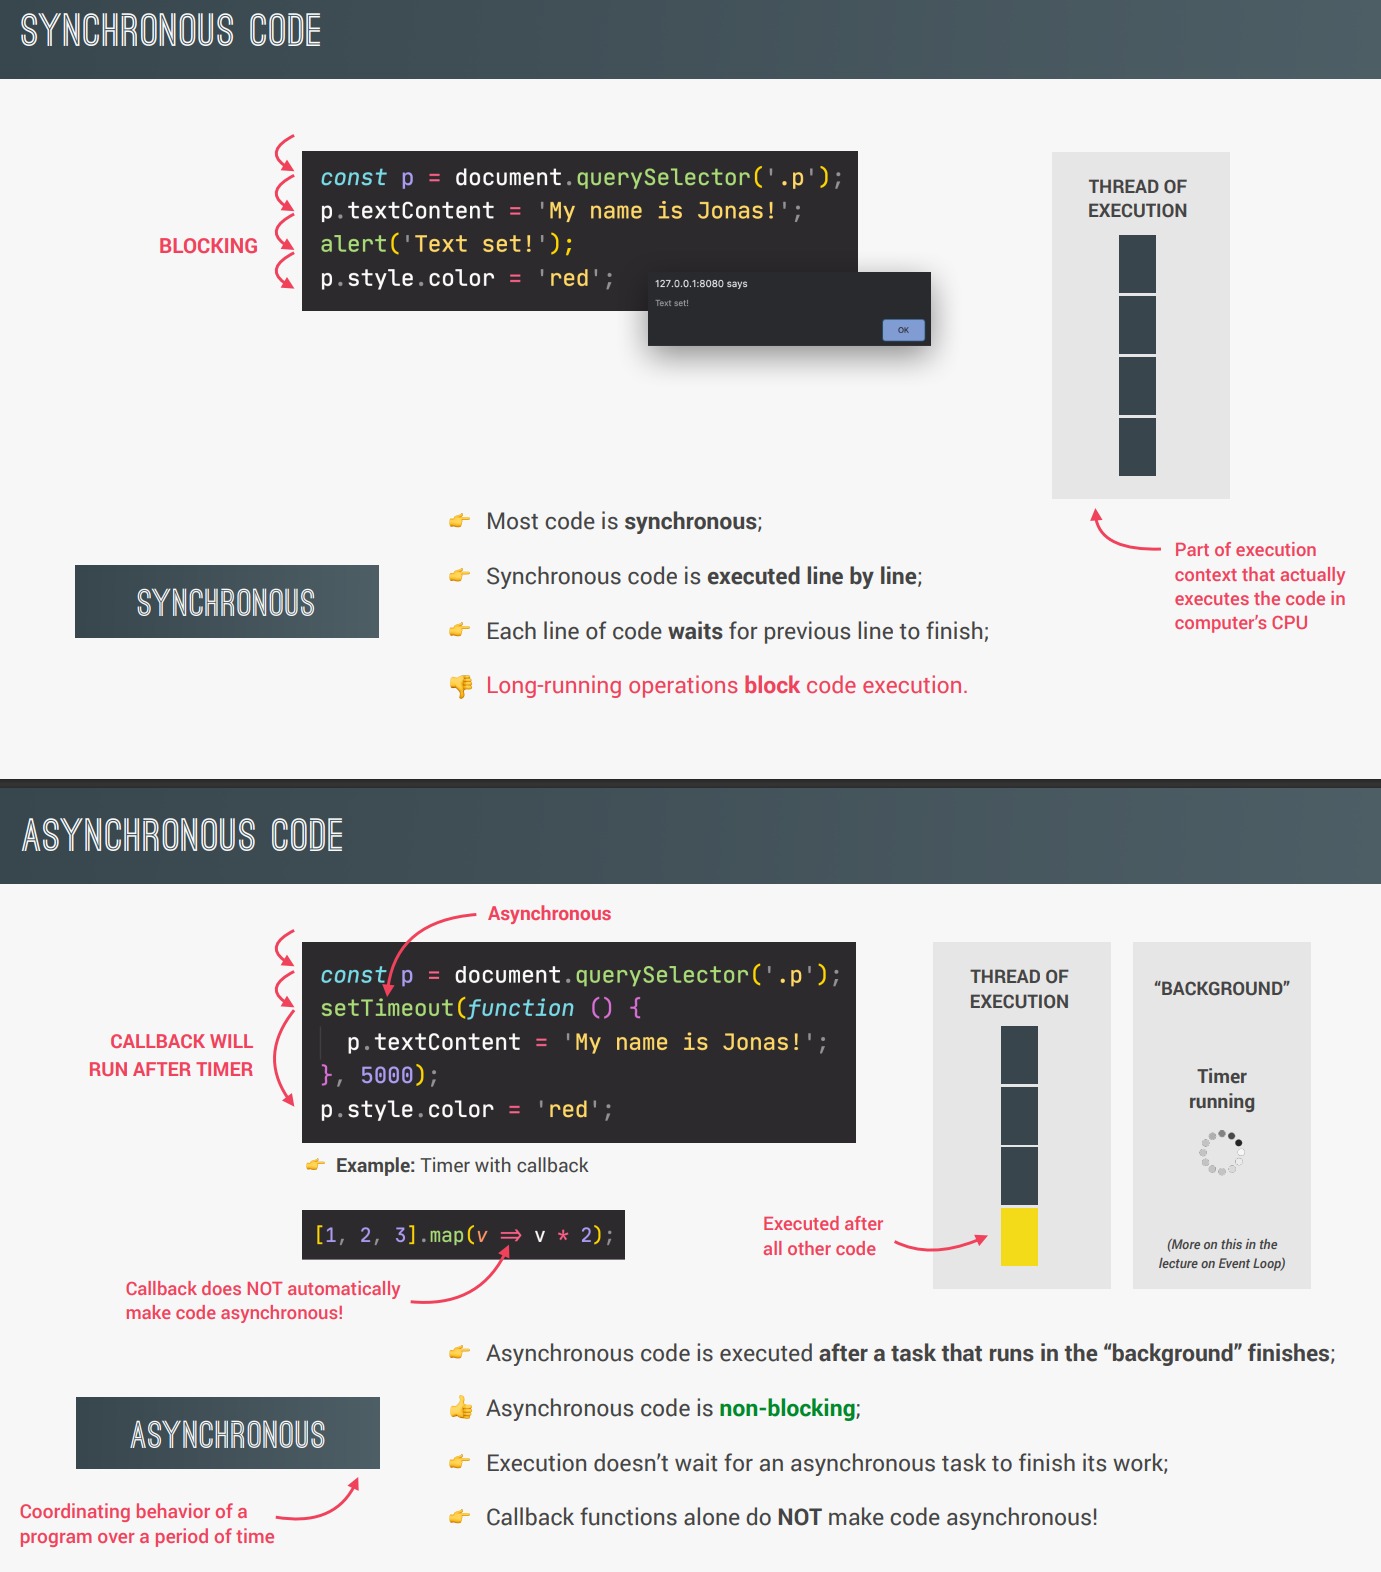 SYNCHRONOUS CODE
BLOCKING
const p = document.querySelector('.p');
p.textContent = 'My name is Jonas!';
alert('Text set!');
p.style.color = 'red';
127.0.0.1:8080 says
Text set!
OK
THREAD OF
EXECUTION
Part of execution
context that actually
executes the code in
computer’s CPU
SYNCHRONOUS
👉 Most code is synchronous;
👉 Synchronous code is executed line by line;
👉 Each line of code waits for previous line to finish;
👎 Long-running operations block code execution.
ASYNCHRONOUS CODE
Asynchronous
CALLBACK WILL
RUN AFTER TIMER
const p = document.querySelector('.p');
setTimeout(function () {
  p.textContent = 'My name is Jonas!';
}, 5000);
p.style.color = 'red';
👉 Example: Timer with callback
[1, 2, 3].map(v => v * 2);
Callback does NOT automatically
make code asynchronous!
THREAD OF
EXECUTION
Executed after
all other code
“BACKGROUND”
Timer
running
(More on this in the
lecture on Event Loop)
ASYNCHRONOUS
Coordinating behavior of a
program over a period of time
👉 Asynchronous code is executed after a task that runs in the “background” finishes;
👍 Asynchronous code is non-blocking;
👉 Execution doesn’t wait for an asynchronous task to finish its work;
👉 Callback functions alone do NOT make code asynchronous!